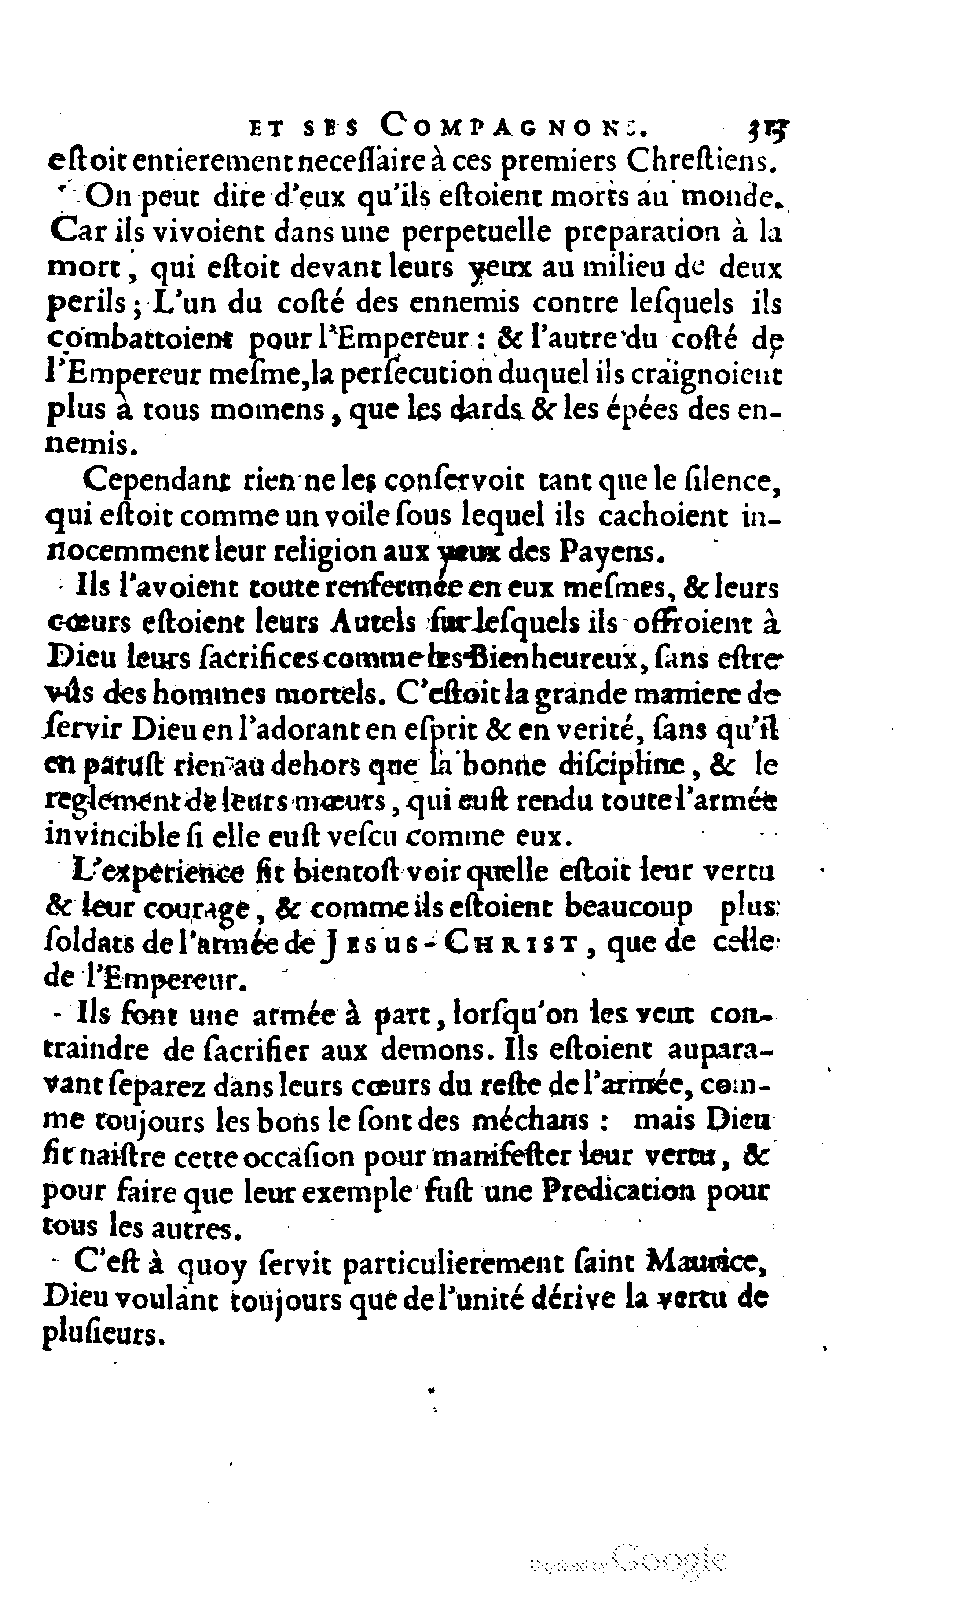 ET SES COMPAGNONS. 315
eſtoit entierement neceſſaire à ces premiers Chreſtiens.
On peut dire d'eux qu'ils eſtoient morts au monde.
Car ils vivoient dans une perpetuelle preparation à la
mort, qui eſtoit devant leurs yeux au milieu de deux
perils; L'un du coſté des ennemis contre leſquels ils
combattoient pour l'Empereur : & l'autre du coſté de
l'Empereur meſme, la perſecution duquel ils craignoient
plus à tous momens, que les dards & les épées des en-
nemis.
Cependant rien ne les conſervoit tant que le ſilence,
qui eſtoit comme un voile ſous lequel ils cachoient in-
nocemment leur religion aux yeux des Payens.
Ils l'avoient toute renfermée en eux meſmes, & leurs
cœurs eſtoient leurs Autels ſur leſquels ils offroient à
Dieu leurs ſacrifices comme les Bienheureux, ſans eſtre
vûs des hommes mortels. C'eſtoit la grande maniere de
ſervir Dieu en l'adorant en eſprit & en verité, ſans qu'il
en paruſt rien au dehors que la bonne diſcipline, & le
reglement de leurs mœurs, qui euſt rendu toute l'armée
invincible ſi elle euſt veſcu comme eux.
L'experience fit bientoſt voir quelle eſtoit leur vertu
& leur courage, & comme ils eſtoient beaucoup plus
ſoldats de l'armée de JESUS-CHRIST, que de celle
de l'Empereur.
Ils font une armée à part, lorſqu'on les veut con-
traindre de ſacrifier aux demons. Ils eſtoient aupara-
vant ſeparez dans leurs cœurs du reſte de l'armée, com-
me toujours les bons le ſont des méchans : mais Dieu
fit naiſtre cette occaſion pour manifeſter leur vertu, &
pour faire que leur exemple fuſt une Predication pour
tous les autres.
C'eſt à quoy ſervit particulierement ſaint Maurice,
Dieu voulant toujours que de l'unité dérive la vertu de
pluſieurs.
Digitized by Google